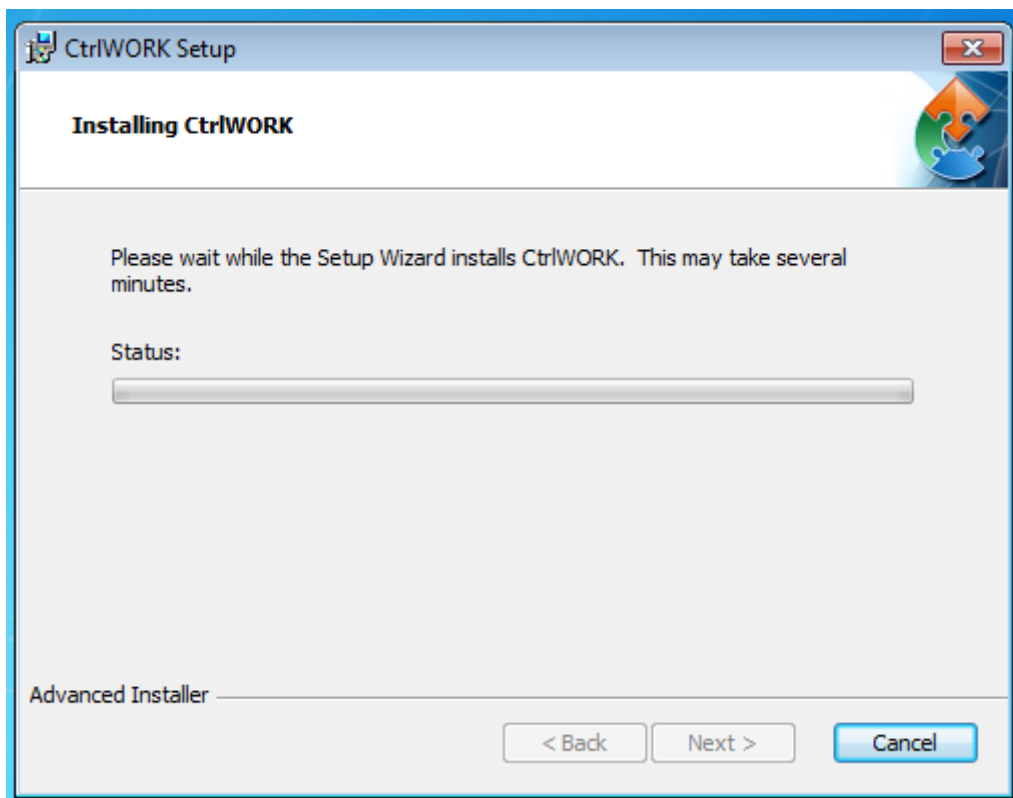 CtrlWORK Setup
Installing CtrlWORK
Please wait while the Setup Wizard installs CtrlWORK.  This may take several
minutes.
Status:
Advanced Installer
< Back
Next >
Cancel